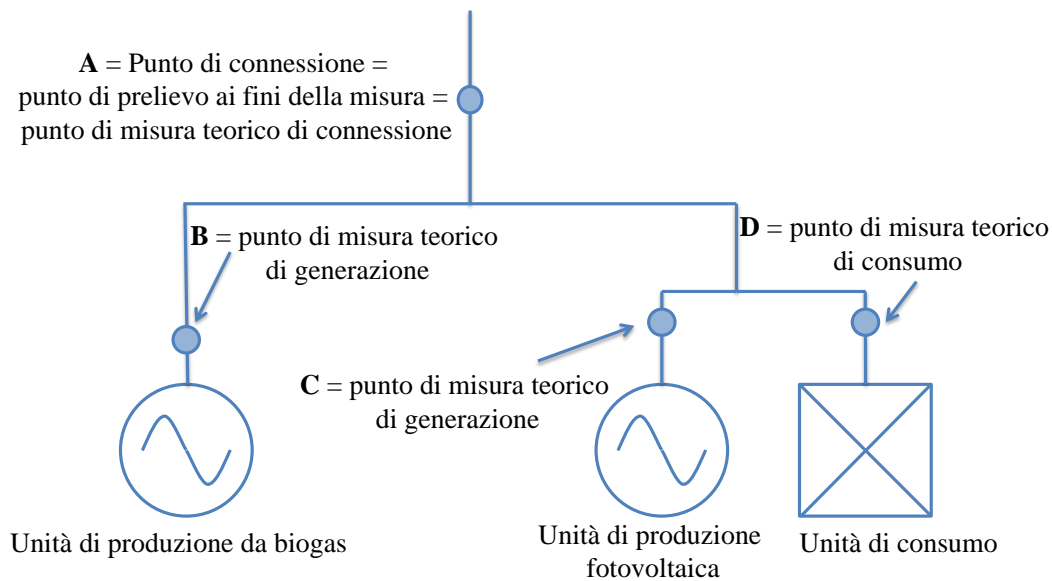 A = Punto di connessione =
punto di prelievo ai fini della misura =
punto di misura teorico di connessione
B = punto di misura teorico
di generazione
D = punto di misura teorico
di consumo
C = punto di misura teorico
di generazione
Unità di produzione da biogas
Unità di produzione
fotovoltaica
Unità di consumo